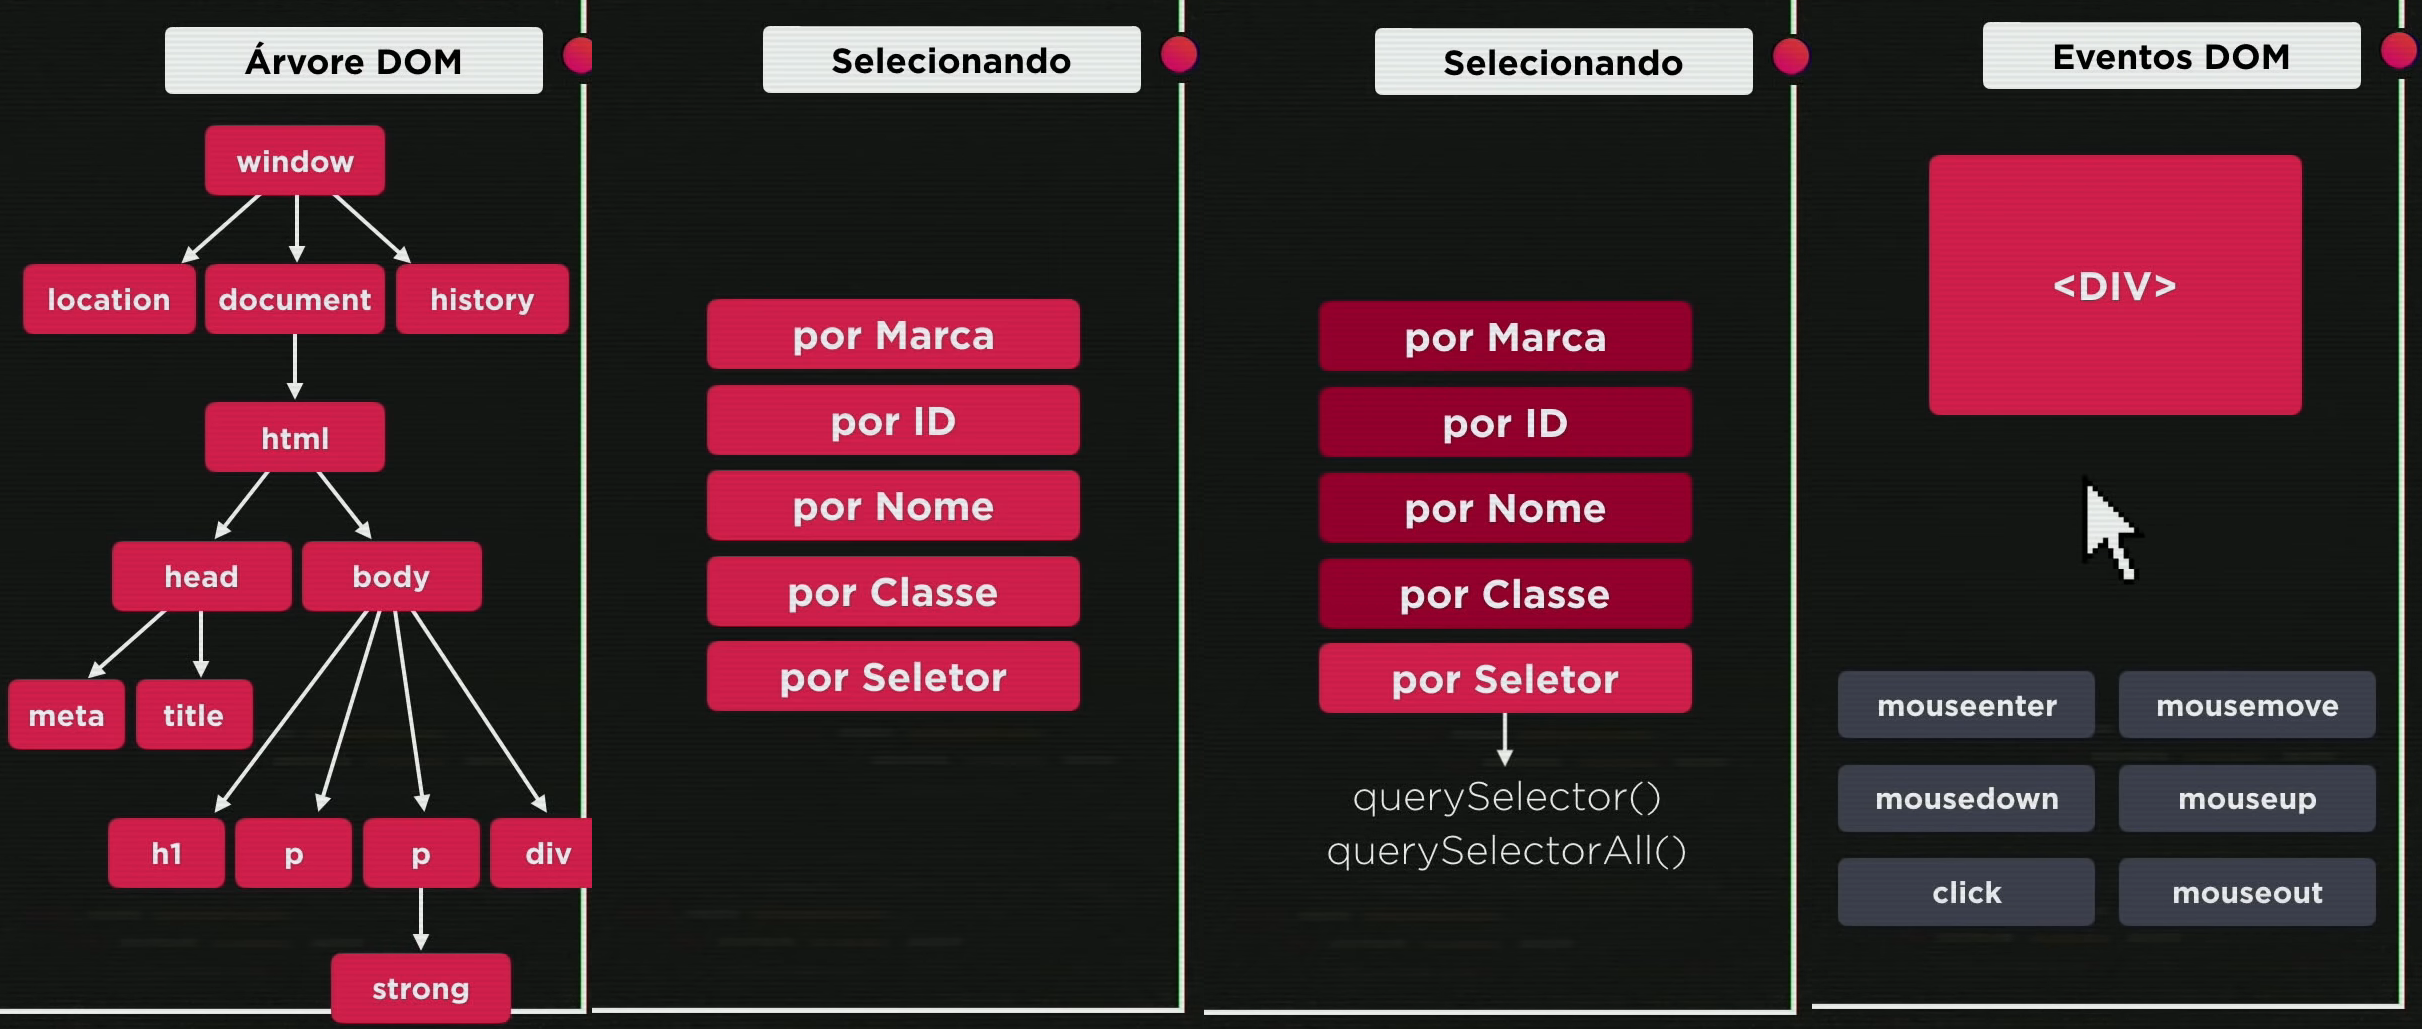 Árvore DOM
window
location
document
history
html
head
body
meta
title
h1
p
p
div
strong
Selecionando
por Marca
por ID
por Nome
por Classe
por Seletor
Selecionando
por Marca
por ID
por Nome
por Classe
por Seletor
querySelector()
querySelectorAll()
Eventos DOM
<DIV>
mouseenter
mousemove
mousedown
mouseup
click
mouseout